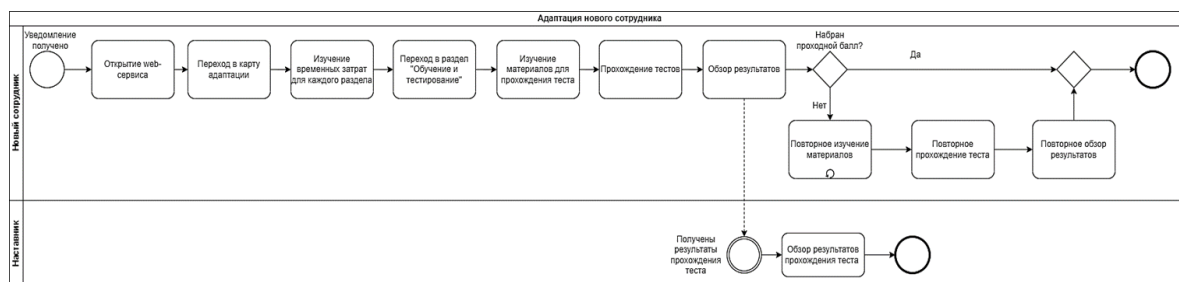 Адаптация нового сотрудника
Новый сотрудник
Уведомление
получено
Открытие web-
сервиса
Переход в карту
адаптации
Изучение
временных затрат
для каждого раздела
Переход в раздел
"Обучение и
тестирование"
Изучение
материалов для
прохождения теста
Прохождение тестов
Обзор результатов
Набран
проходной балл?
Да
Нет
Повторное изучение
материалов
Повторное
прохождение теста
Повторное обзор
результатов
Наставник
Получены
результаты
прохождения
теста
Обзор результатов
прохождения теста